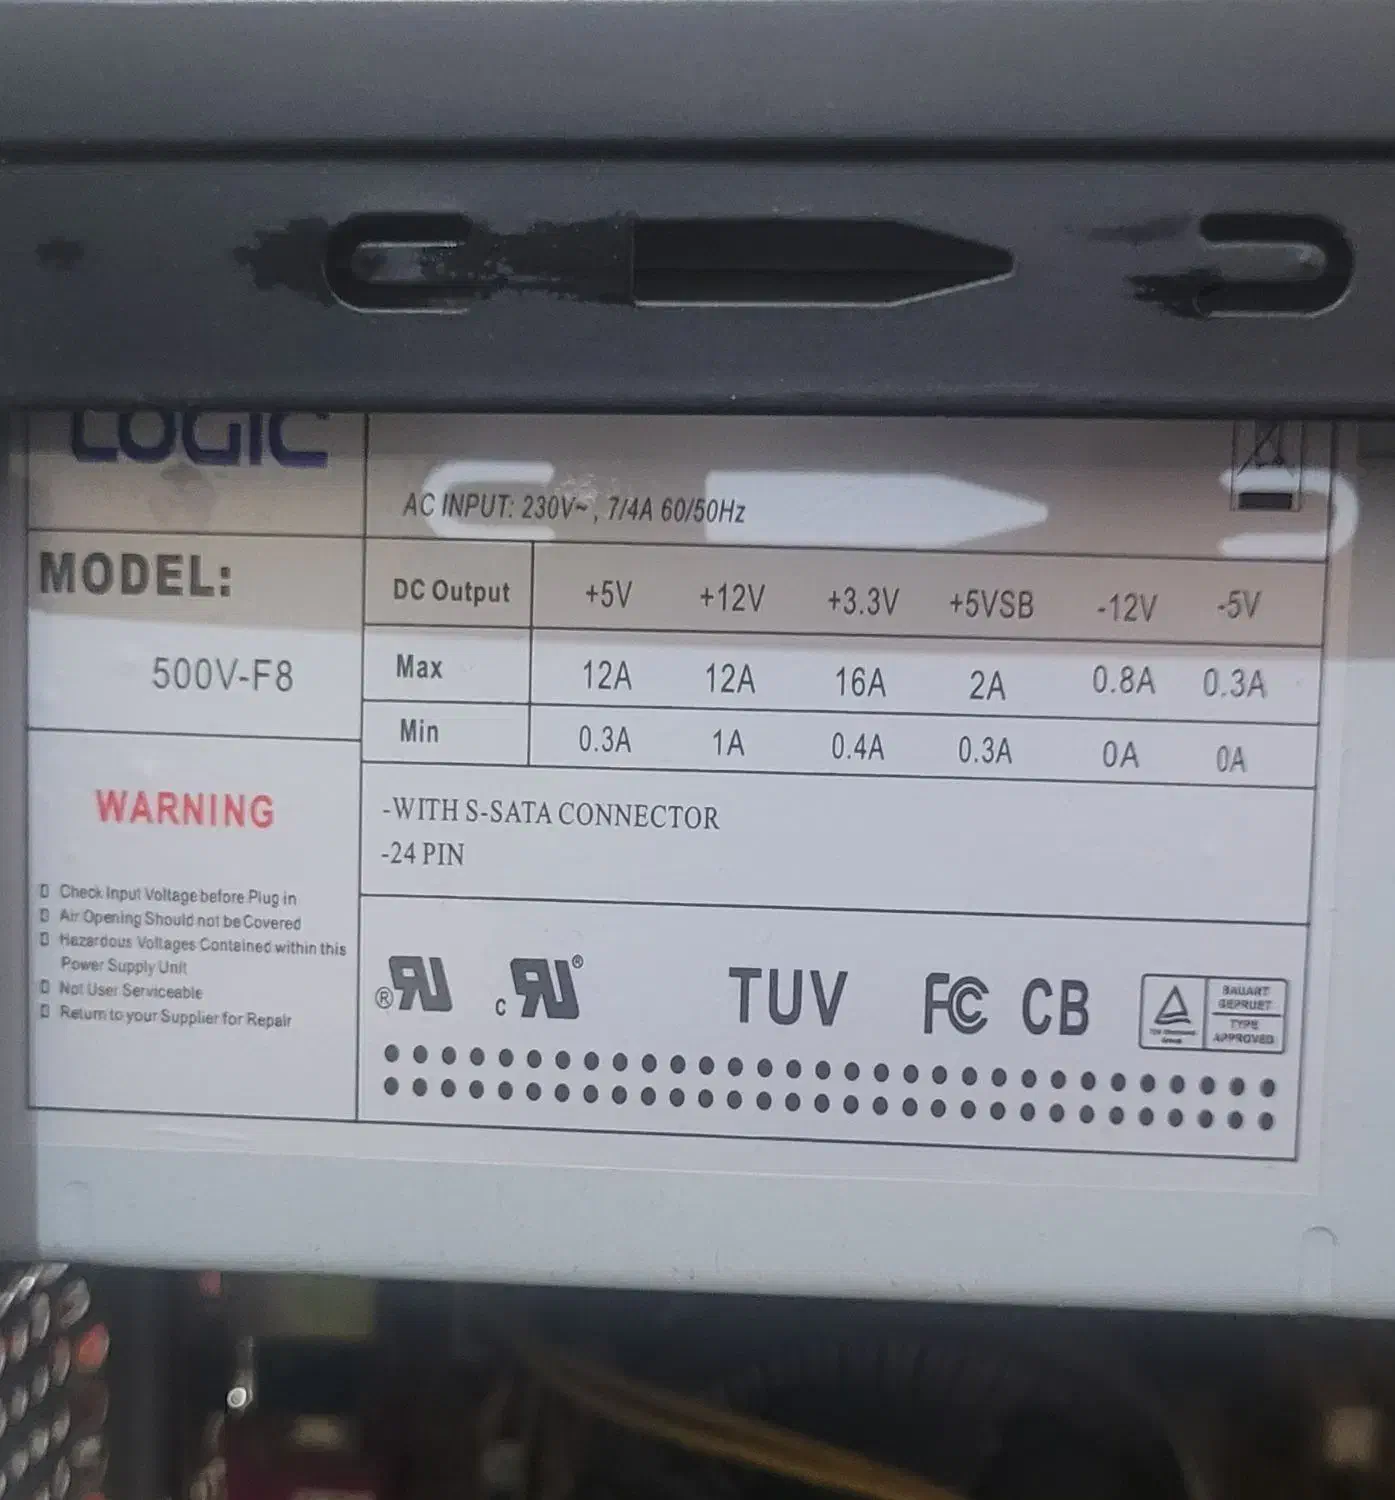 LOGIC
AC INPUT: 230V~, 7/4A 60/50Hz
MODEL:
500V-F8
DC Output +5V +12V +3.3V +5VSB -12V -5V
Max 12A 12A 16A 2A 0.8A 0.3A
Min 0.3A 1A 0.4A 0.3A 0A 0A
-WITH S-SATA CONNECTOR
-24 PIN
WARNING
Check Input Voltage before Plug in
Air Opening Should not be Covered
Hazardous Voltages Contained within this
Power Supply Unit
Not User Serviceable
Return to your Supplier for Repair
® RU c RU ® TUV FC CB
BAUART
GEPRUET
TYPE
APPROVED